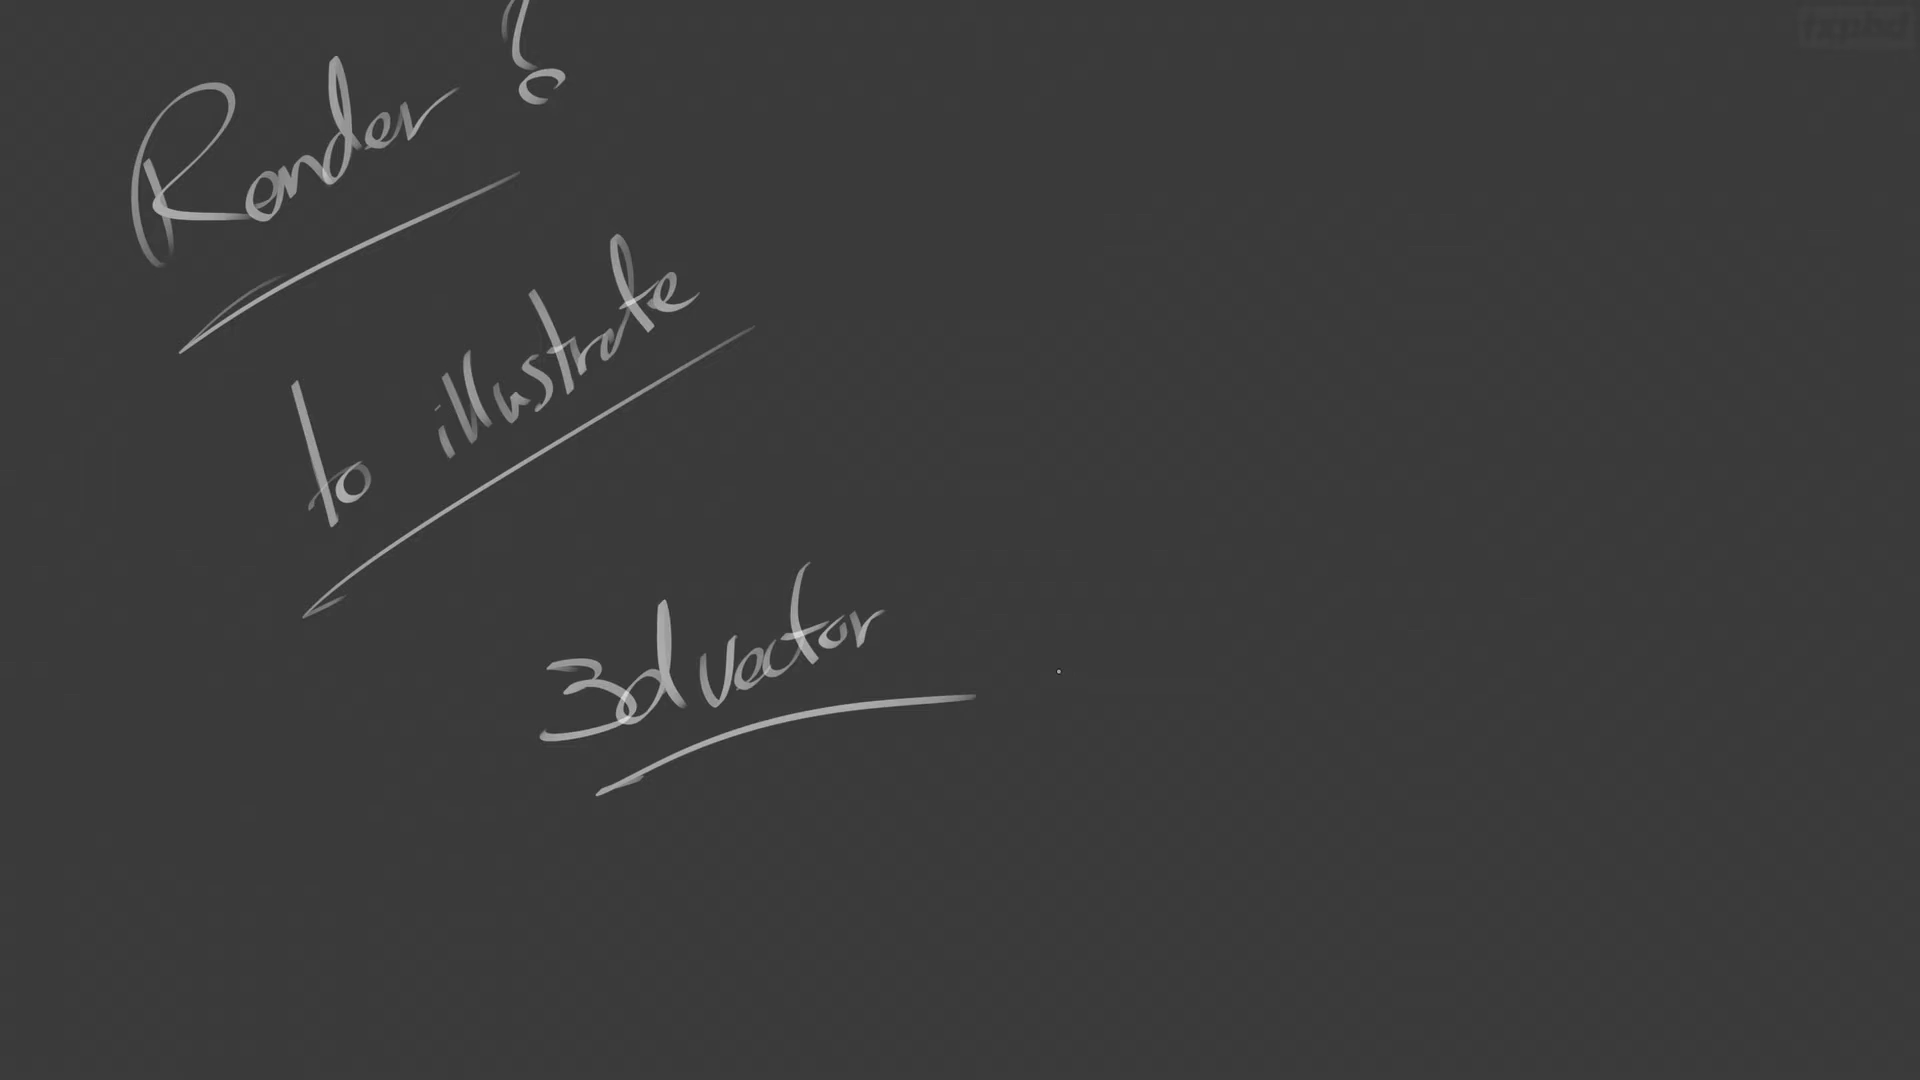 Render ?
to illustrate
3d vector